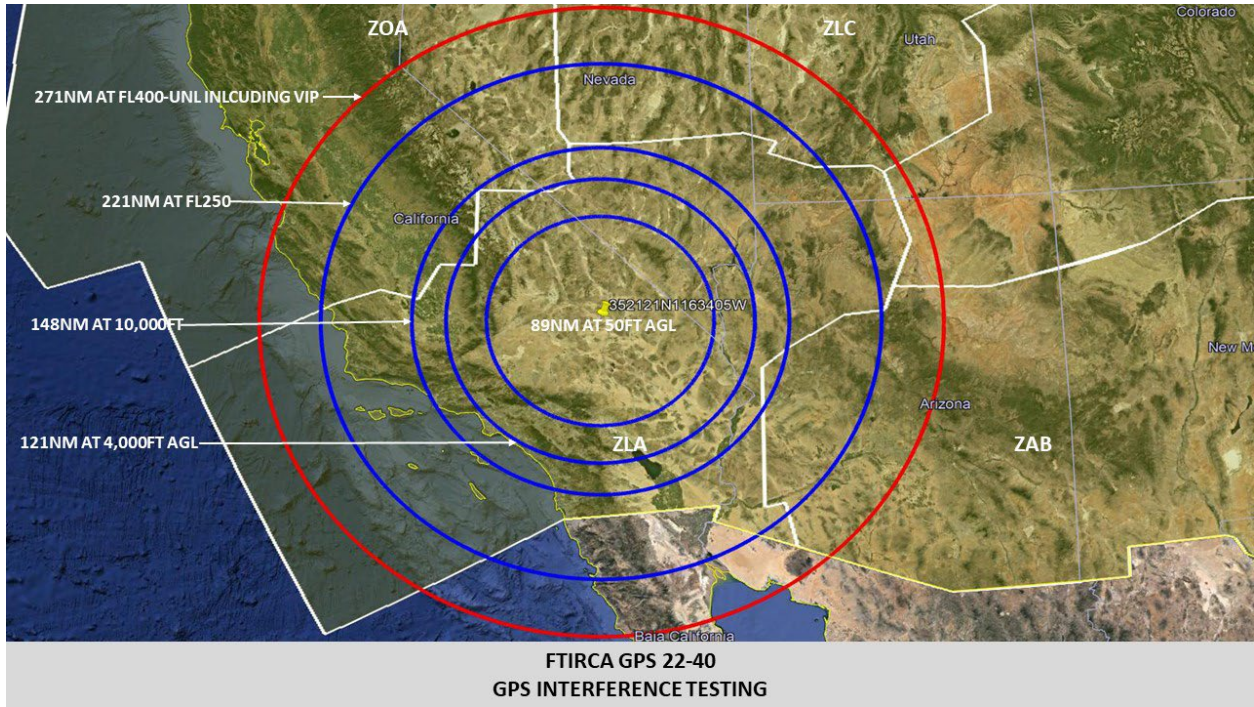 ZOA
ZLC
Colorado
Utah
Nevada
271NM AT FL400-UNL INLCUDING VIP
221NM AT FL250
California
352121N1163405W
148NM AT 10,000FT
89NM AT 50FT AGL
New M
Arizona
121NM AT 4,000FT AGL
ZLA
ZAB
Baja California
FTIRCA GPS 22-40
GPS INTERFERENCE TESTING